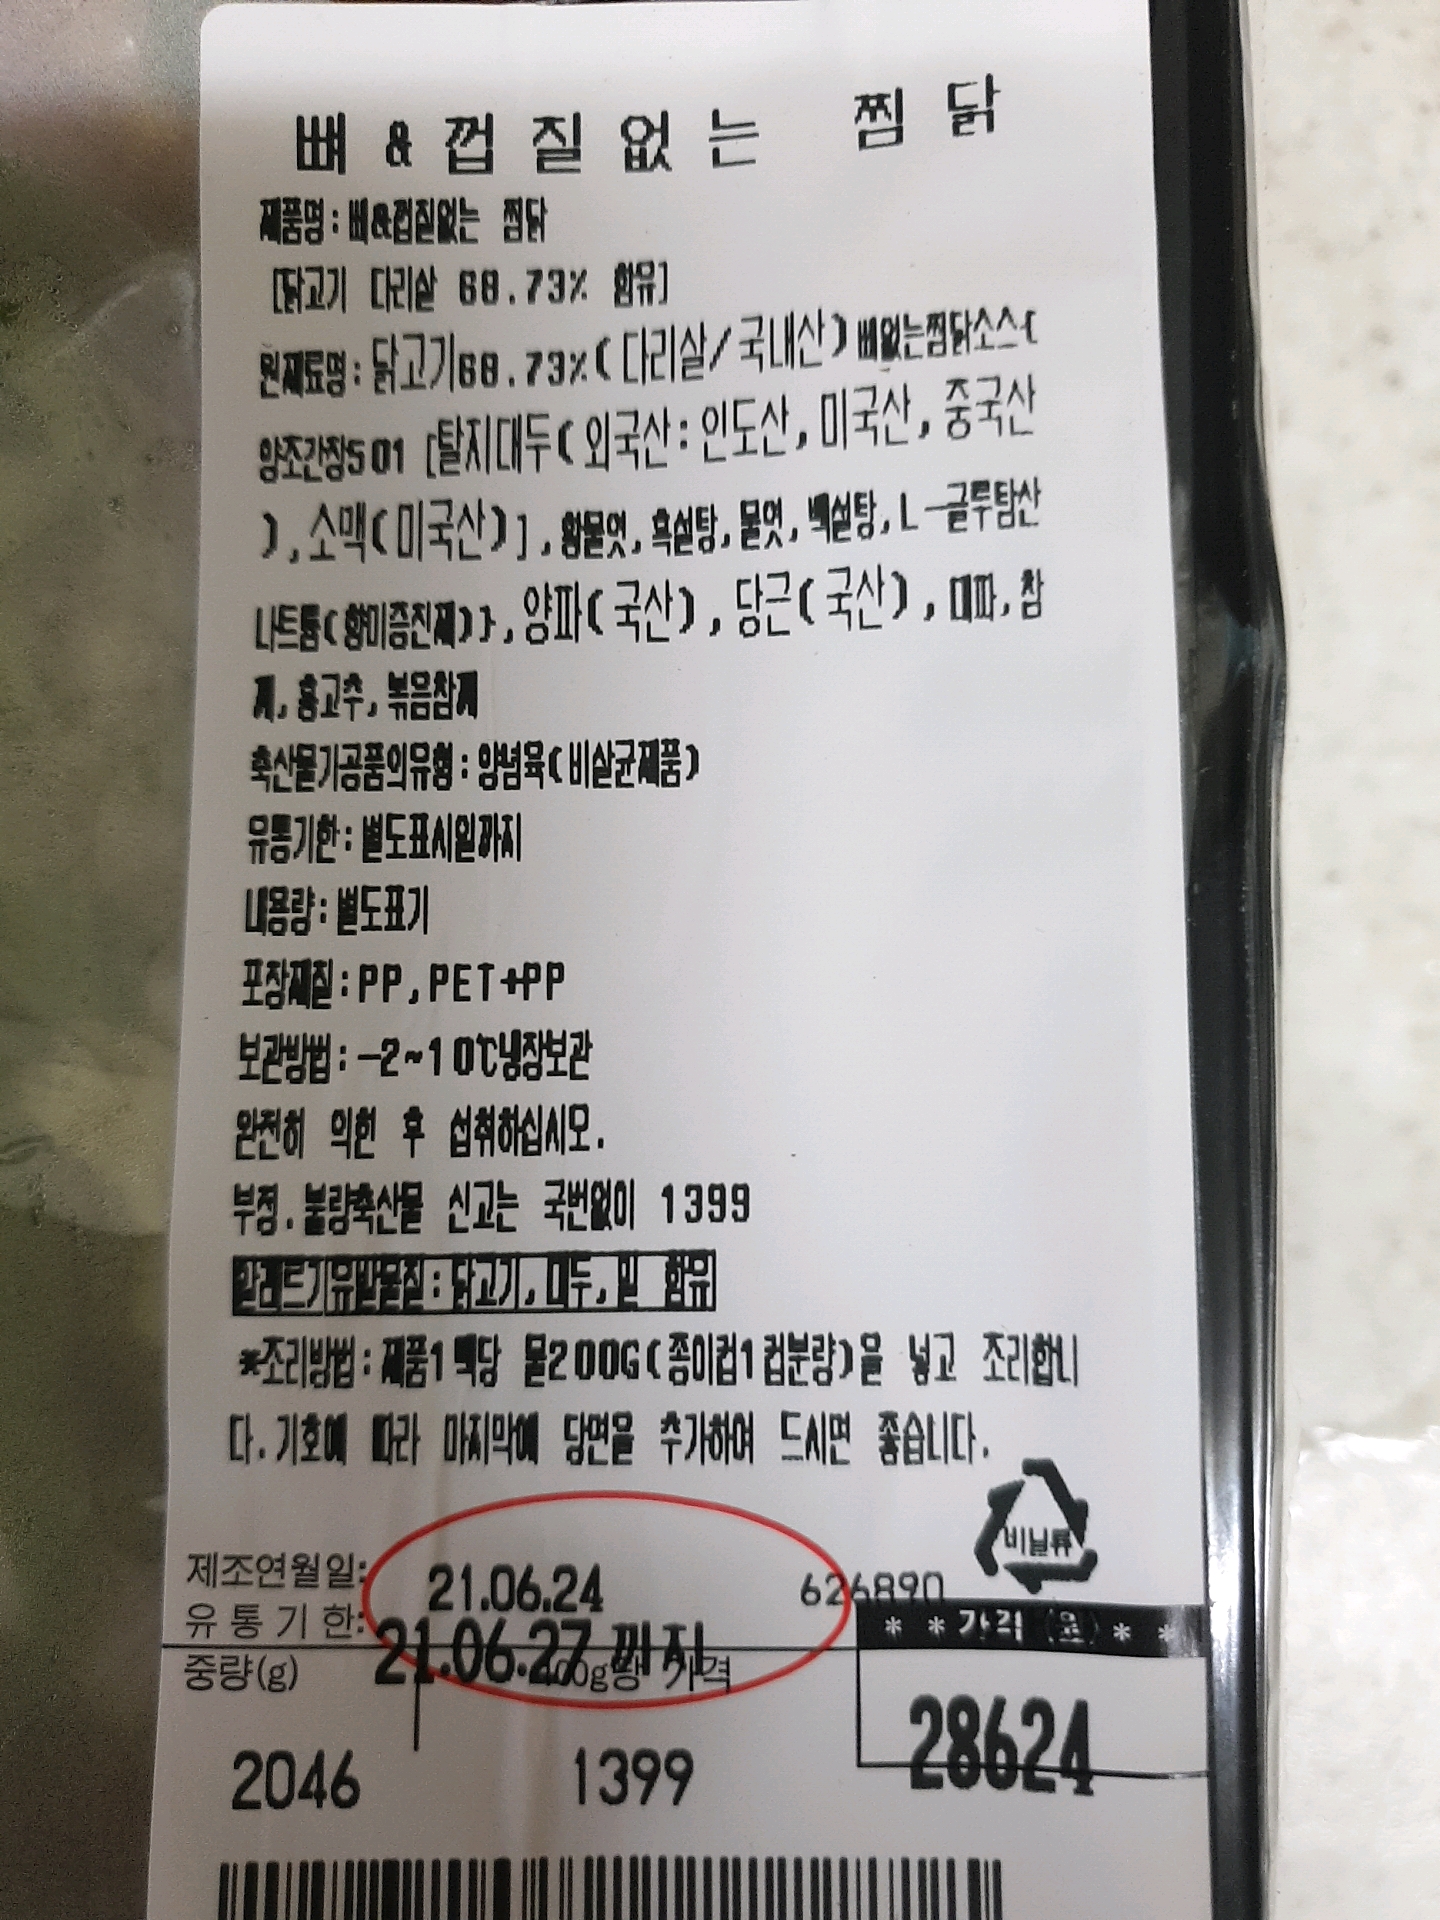 뼈&껍질없는 찜닭
제품명:뼈&껍질없는 찜닭
[닭고기 다리살 68.73% 함유]
원재료명:닭고기68.73%(다리살/국내산)뼈없는찜닭소스{
양조간장501 [탈지대두(외국산:인도산,미국산,중국산
),소맥(미국산)],황물엿,흑설탕,물엿,백설탕,L-글루탐산
나트륨(향미증진제)},양파(국산),당근(국산),대파,참
깨,홍고추,볶음참깨
축산물가공품의유형:양념육(비살균제품)
유통기한:별도표시일까지
내용량:별도표기
포장재질:PP,PET+PP
보관방법:-2~10℃냉장보관
완전히 익힌 후 섭취하십시오.
부정.불량축산물 신고는 국번없이 1399
알레르기유발물질:닭고기,대두,밀 함유
*조리방법:제품1팩당 물200G(종이컵1컵분량)을 넣고 조리합니
다.기호에 따라 마지막에 당면을 추가하여 드시면 좋습니다.
비닐류
제조연월일: 21.06.24 626890
유통기한: 21.06.27 까지 **가격(원)**
중량(g) 100g당 가격
28624
2046 1399